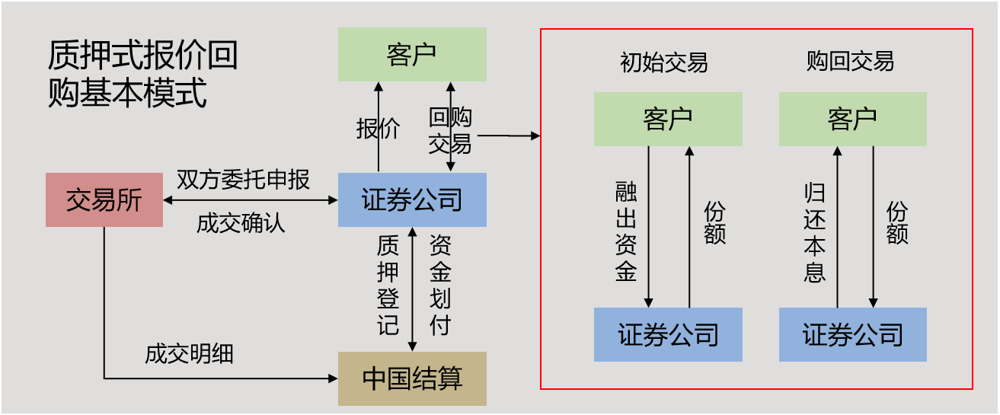 质押式报价回
购基本模式
客户
报价
回购
交易
交易所
双方委托申报
成交确认
证券公司
质押登记
资金划付
成交明细
中国结算
初始交易
购回交易
客户
客户
融出资金
份额
归还本息
份额
证券公司
证券公司